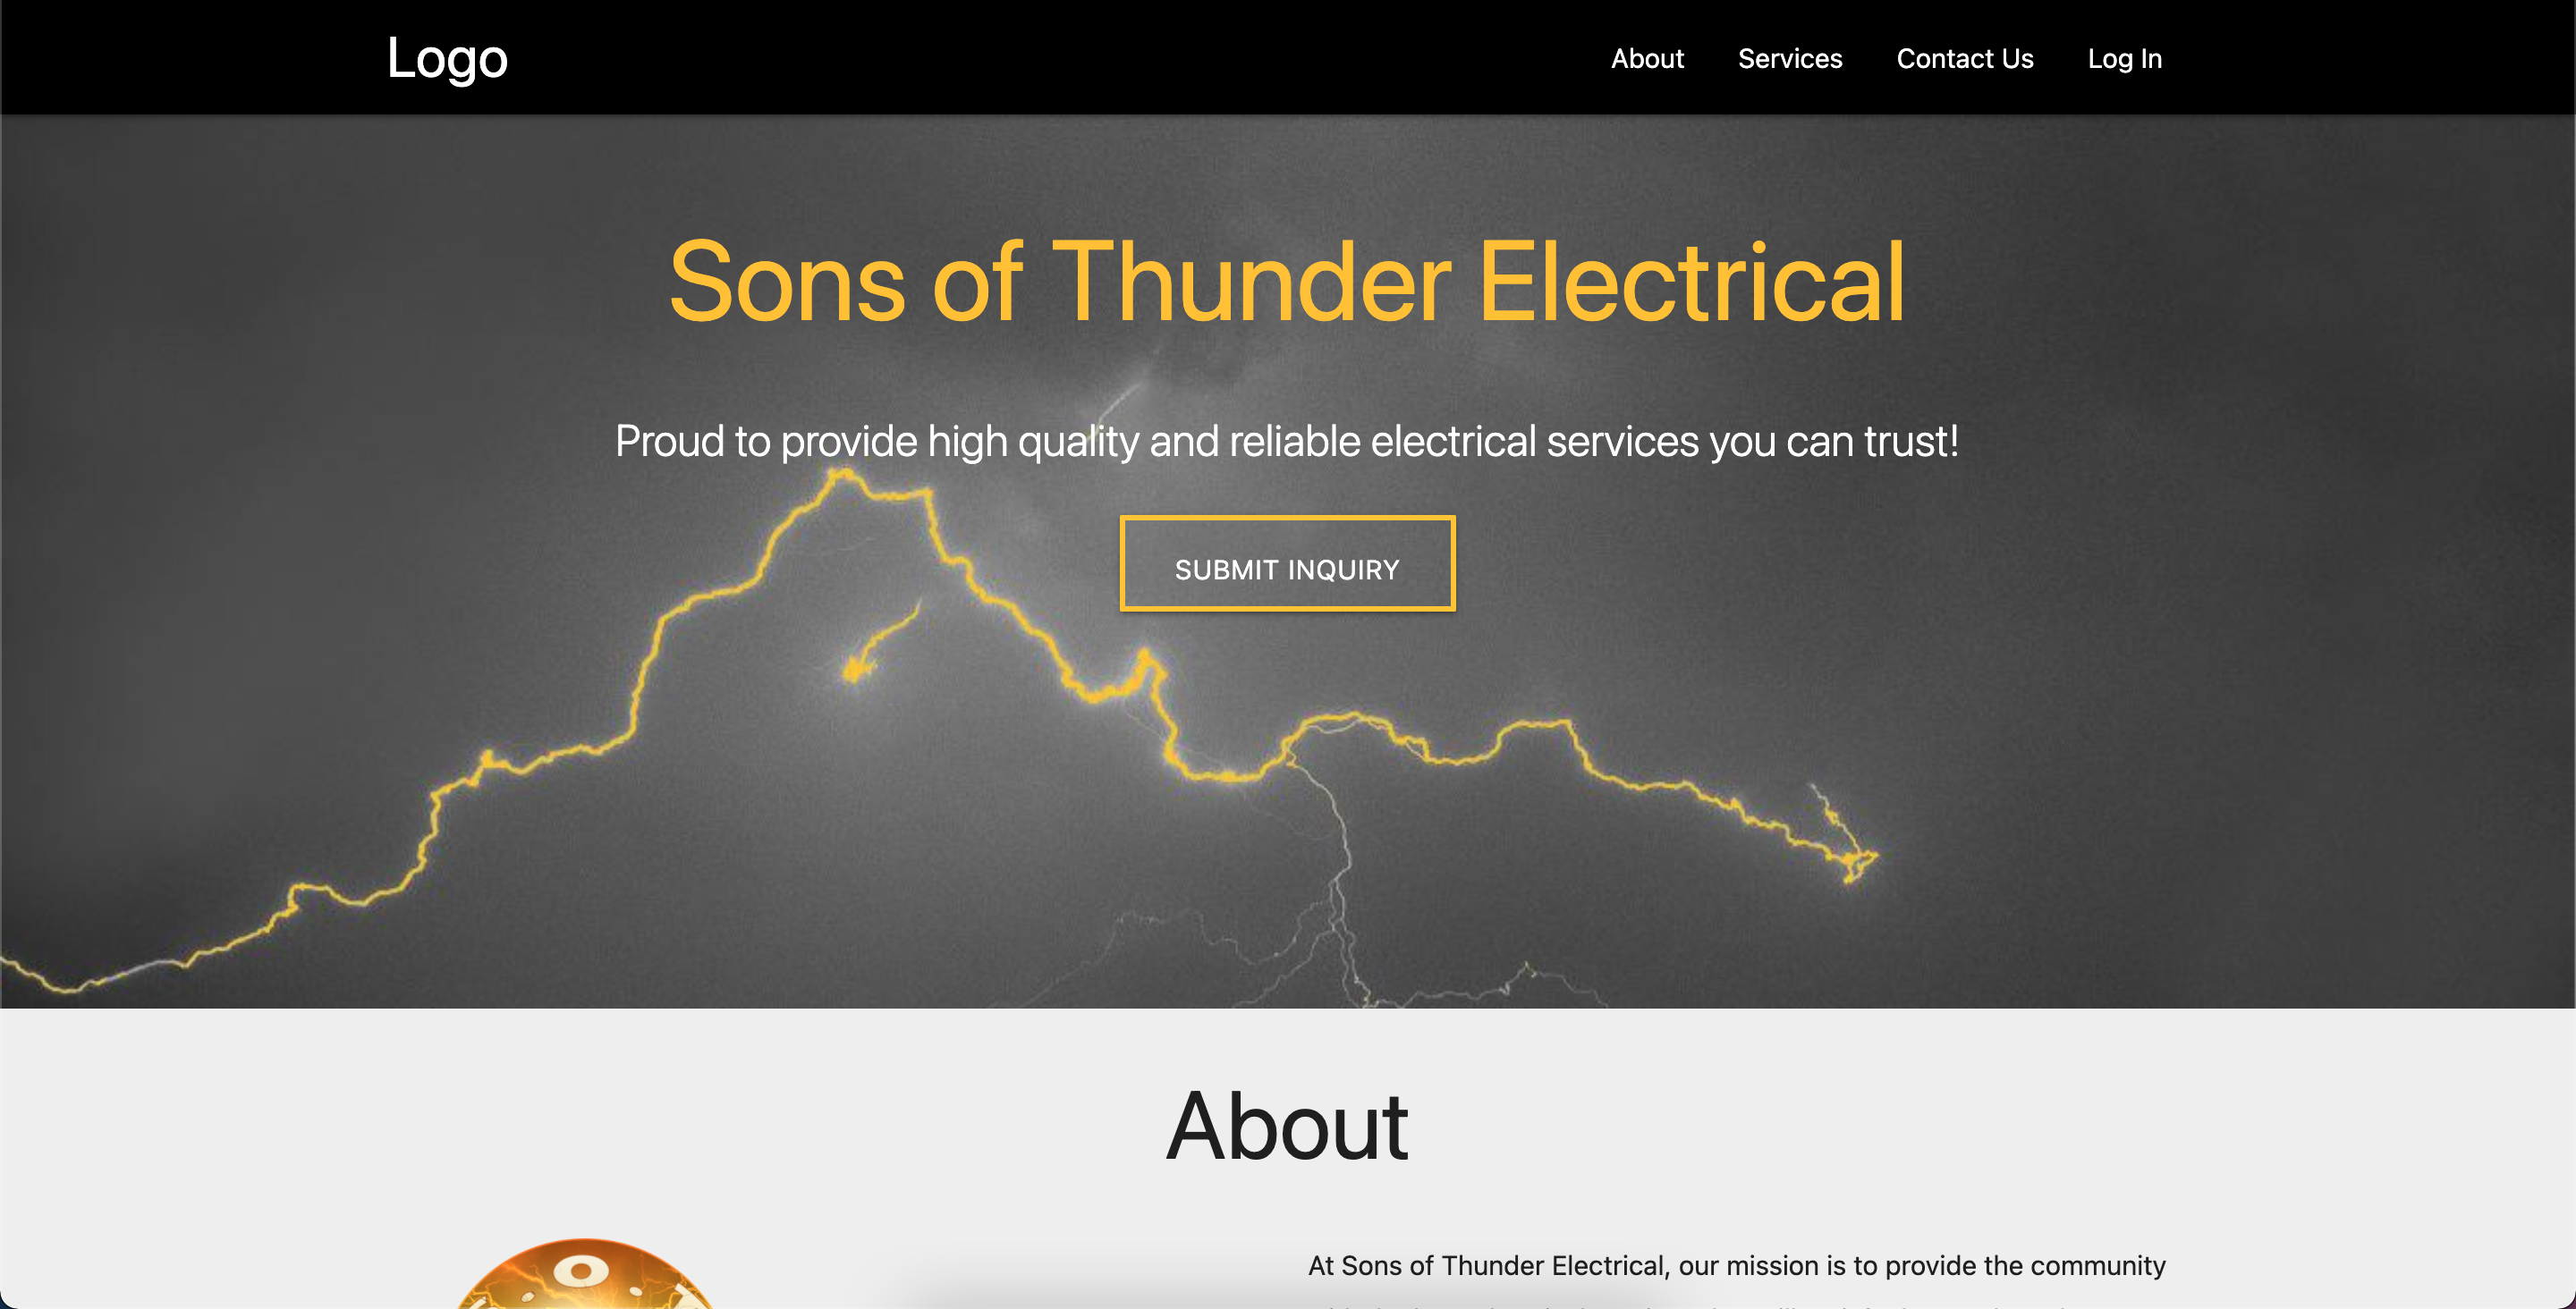 Logo
About Services Contact Us Log In
Sons of Thunder Electrical
Proud to provide high quality and reliable electrical services you can trust!
SUBMIT INQUIRY
About
At Sons of Thunder Electrical, our mission is to provide the community